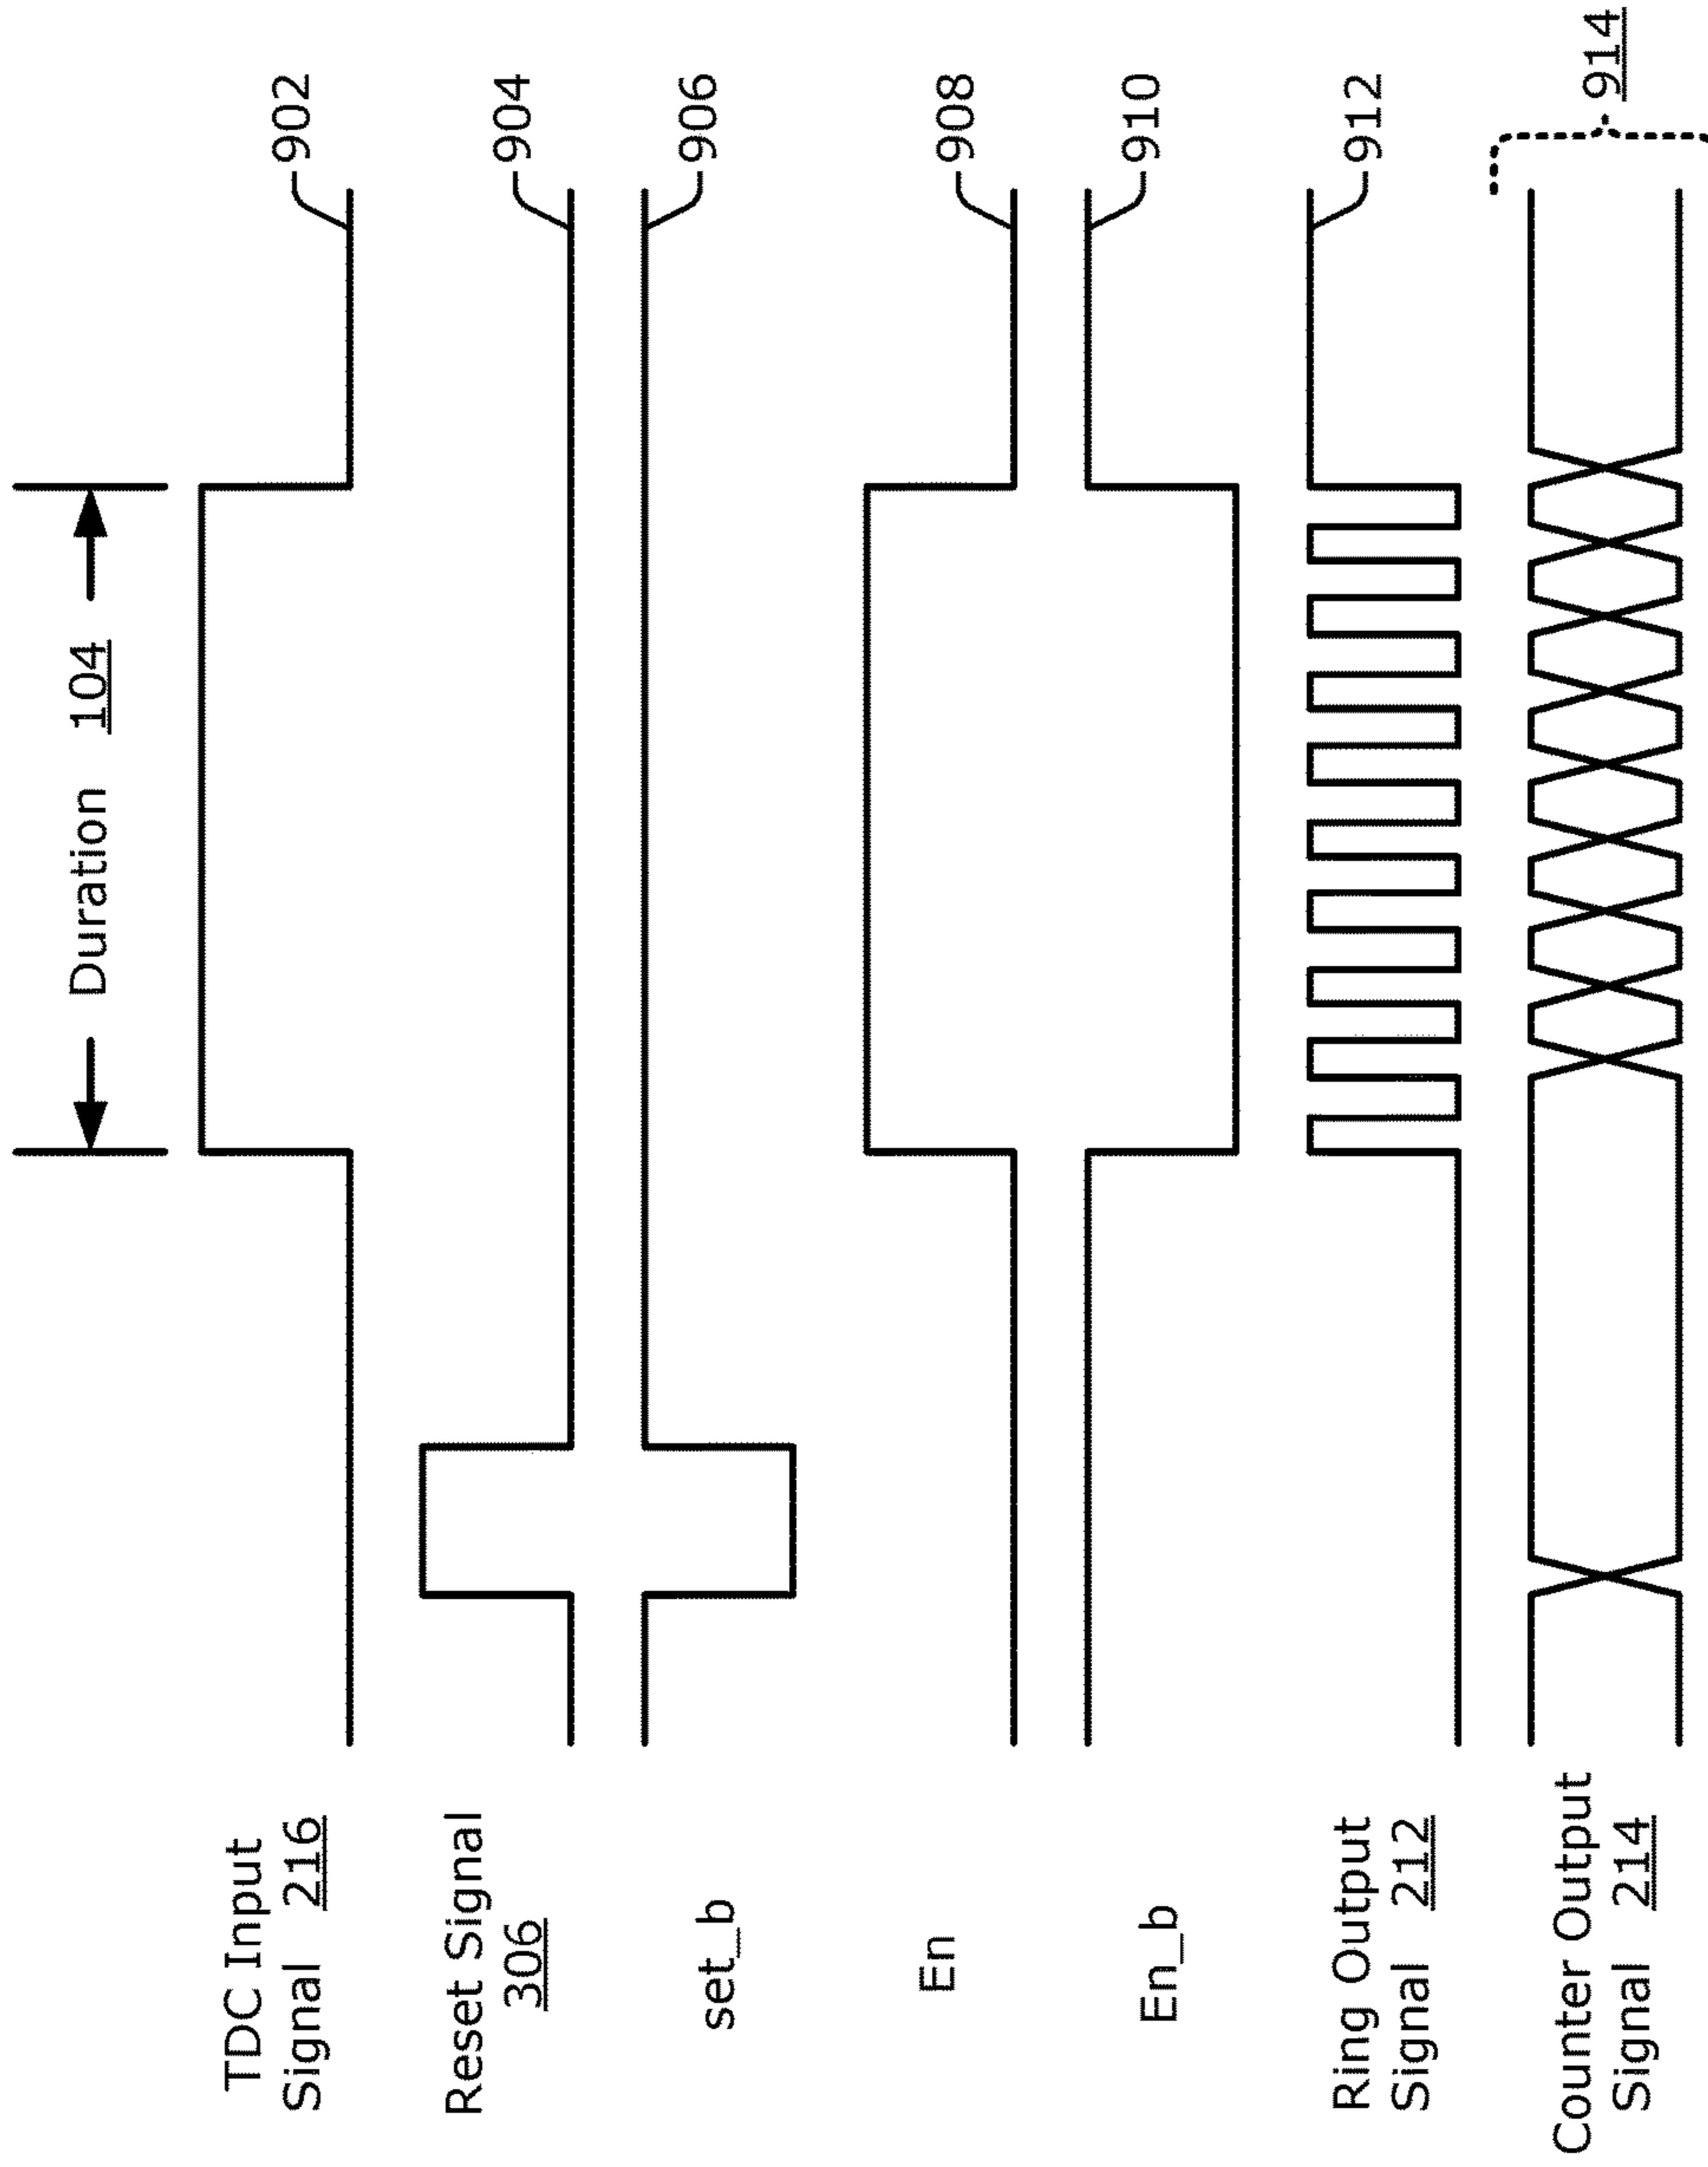 Duration 104
902
TDC Input
Signal 216
904
Reset Signal
306
906
set_b
908
En
910
En_b
912
Ring Output
Signal 212
914
Counter Output
Signal 214